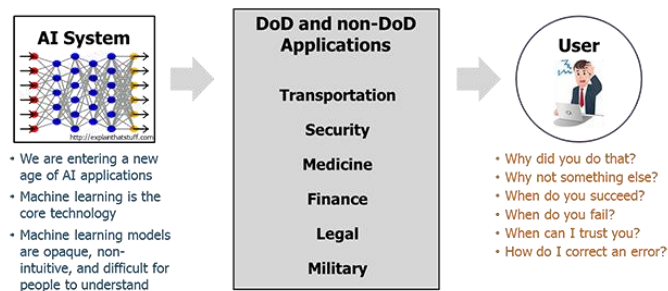 AI System
http://explainthatstuff.com
• We are entering a new
age of AI applications
• Machine learning is the
core technology
• Machine learning models
are opaque, non-
intuitive, and difficult for
people to understand
DoD and non-DoD
Applications
Transportation
Security
Medicine
Finance
Legal
Military
User
• Why did you do that?
• Why not something else?
• When do you succeed?
• When do you fail?
• When can I trust you?
• How do I correct an error?